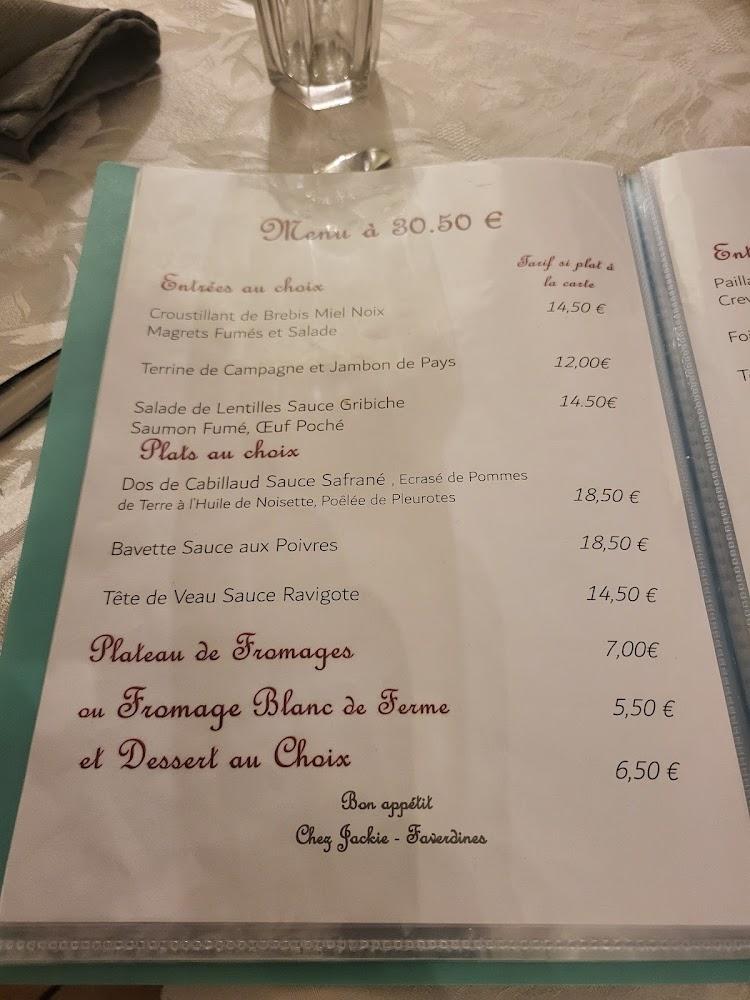 Menu à 30.50 €
Tarif si plat à
la carte
Entrées au choix
Croustillant de Brebis Miel Noix 14,50 €
Magrets Fumés et Salade
Terrine de Campagne et Jambon de Pays 12,00€
Salade de Lentilles Sauce Gribiche 14.50€
Saumon Fumé, Œuf Poché
Plats au choix
Dos de Cabillaud Sauce Safrané , Ecrasé de Pommes
de Terre à l'Huile de Noisette, Poêlée de Pleurotes 18,50 €
Bavette Sauce aux Poivres 18,50 €
Tête de Veau Sauce Ravigote 14,50 €
Plateau de Fromages 7,00€
ou Fromage Blanc de Ferme 5,50 €
et Dessert au Choix 6,50 €
Bon appétit
Chez Jackie - Faverdines